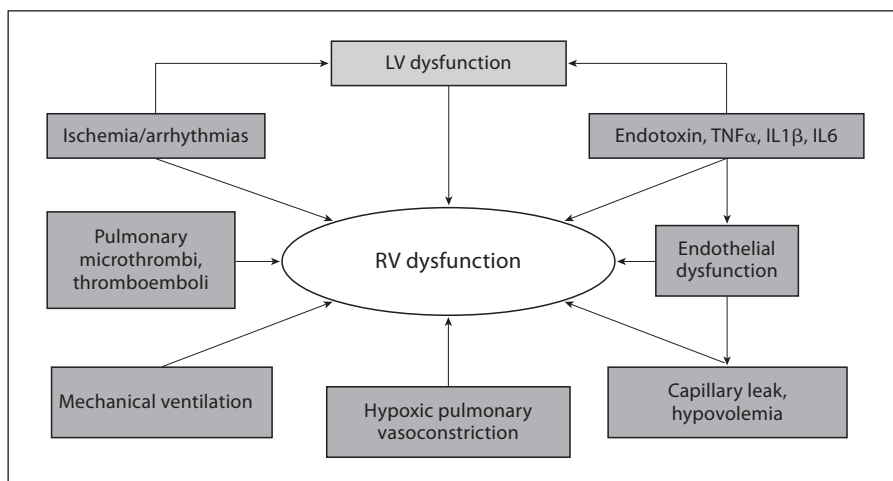 LV dysfunction
Ischemia/arrhythmias
Endotoxin, TNFα, IL1β, IL6
Pulmonary
microthrombi,
thromboemboli
RV dysfunction
Endothelial
dysfunction
Mechanical ventilation
Hypoxic pulmonary
vasoconstriction
Capillary leak,
hypovolemia